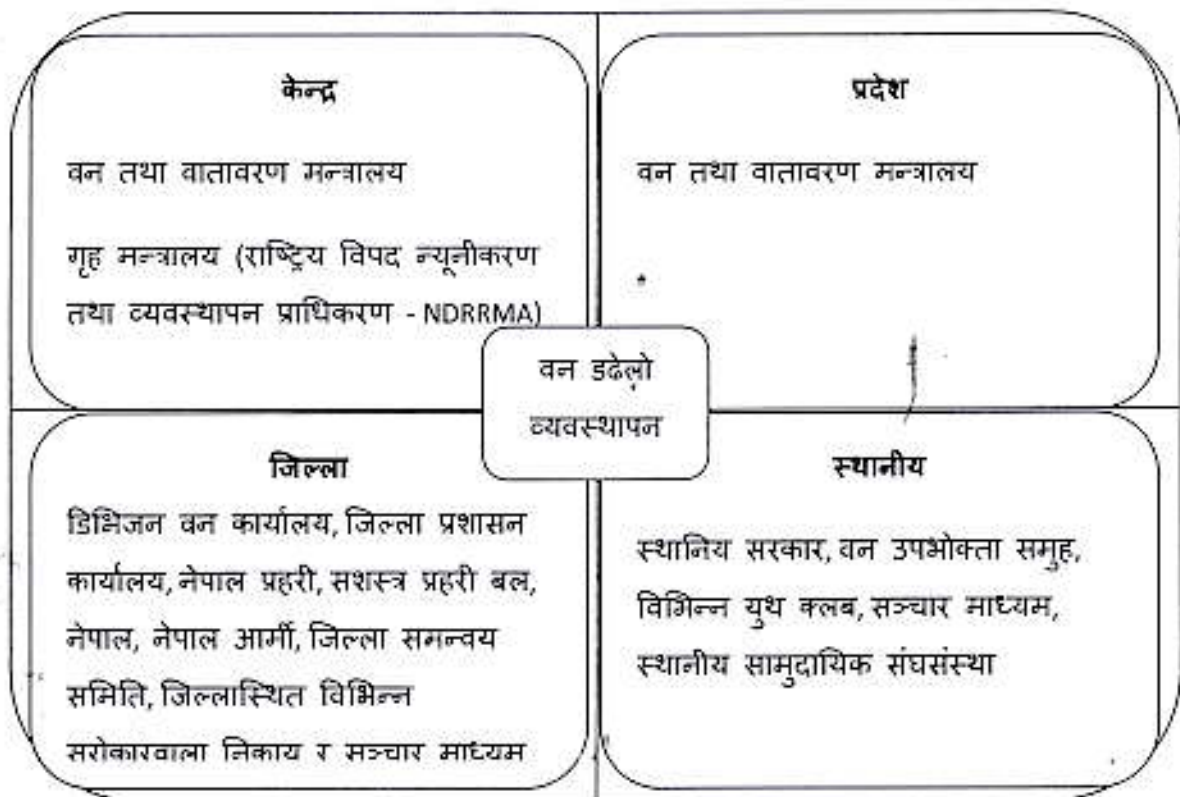 केन्द्र
वन तथा वातावरण मन्त्रालय
गृह मन्त्रालय (राष्ट्रिय विपद न्यूनीकरण
तथा व्यवस्थापन प्राधिकरण - NDRRMA)
प्रदेश
वन तथा वातावरण मन्त्रालय
वन डढेलो
व्यवस्थापन
जिल्ला
डिभिजन वन कार्यालय, जिल्ला प्रशासन
कार्यालय, नेपाल प्रहरी, सशस्त्र प्रहरी बल,
नेपाल, नेपाल आर्मी, जिल्ला समन्वय
समिति, जिल्लास्थित विभिन्न
सरोकारवाला निकाय र सञ्चार माध्यम
स्थानीय
स्थानिय सरकार, वन उपभोक्ता समुह,
विभिन्न युथ क्लब, सञ्चार माध्यम,
स्थानीय सामुदायिक संघसंस्था